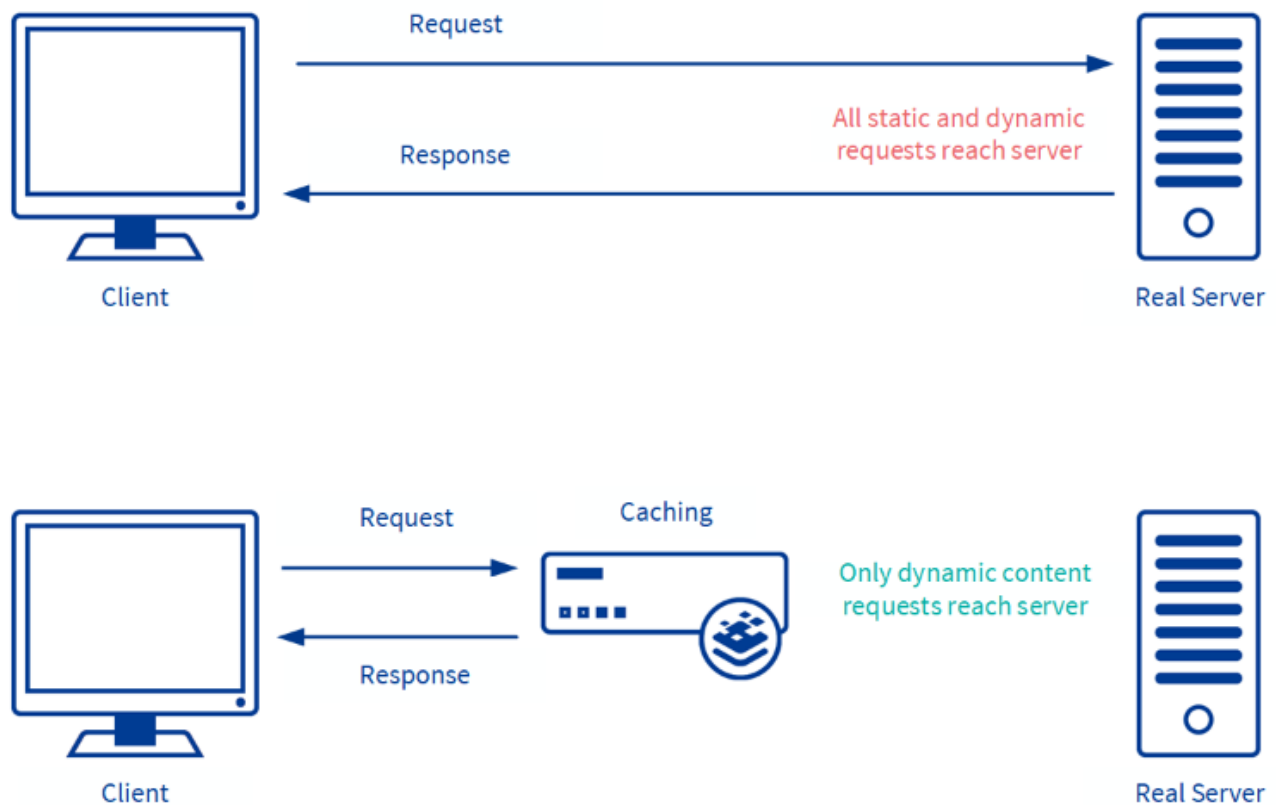 Request
All static and dynamic
requests reach server
Response
Client
Real Server
Caching
Request
Only dynamic content
requests reach server
Response
Client
Real Server